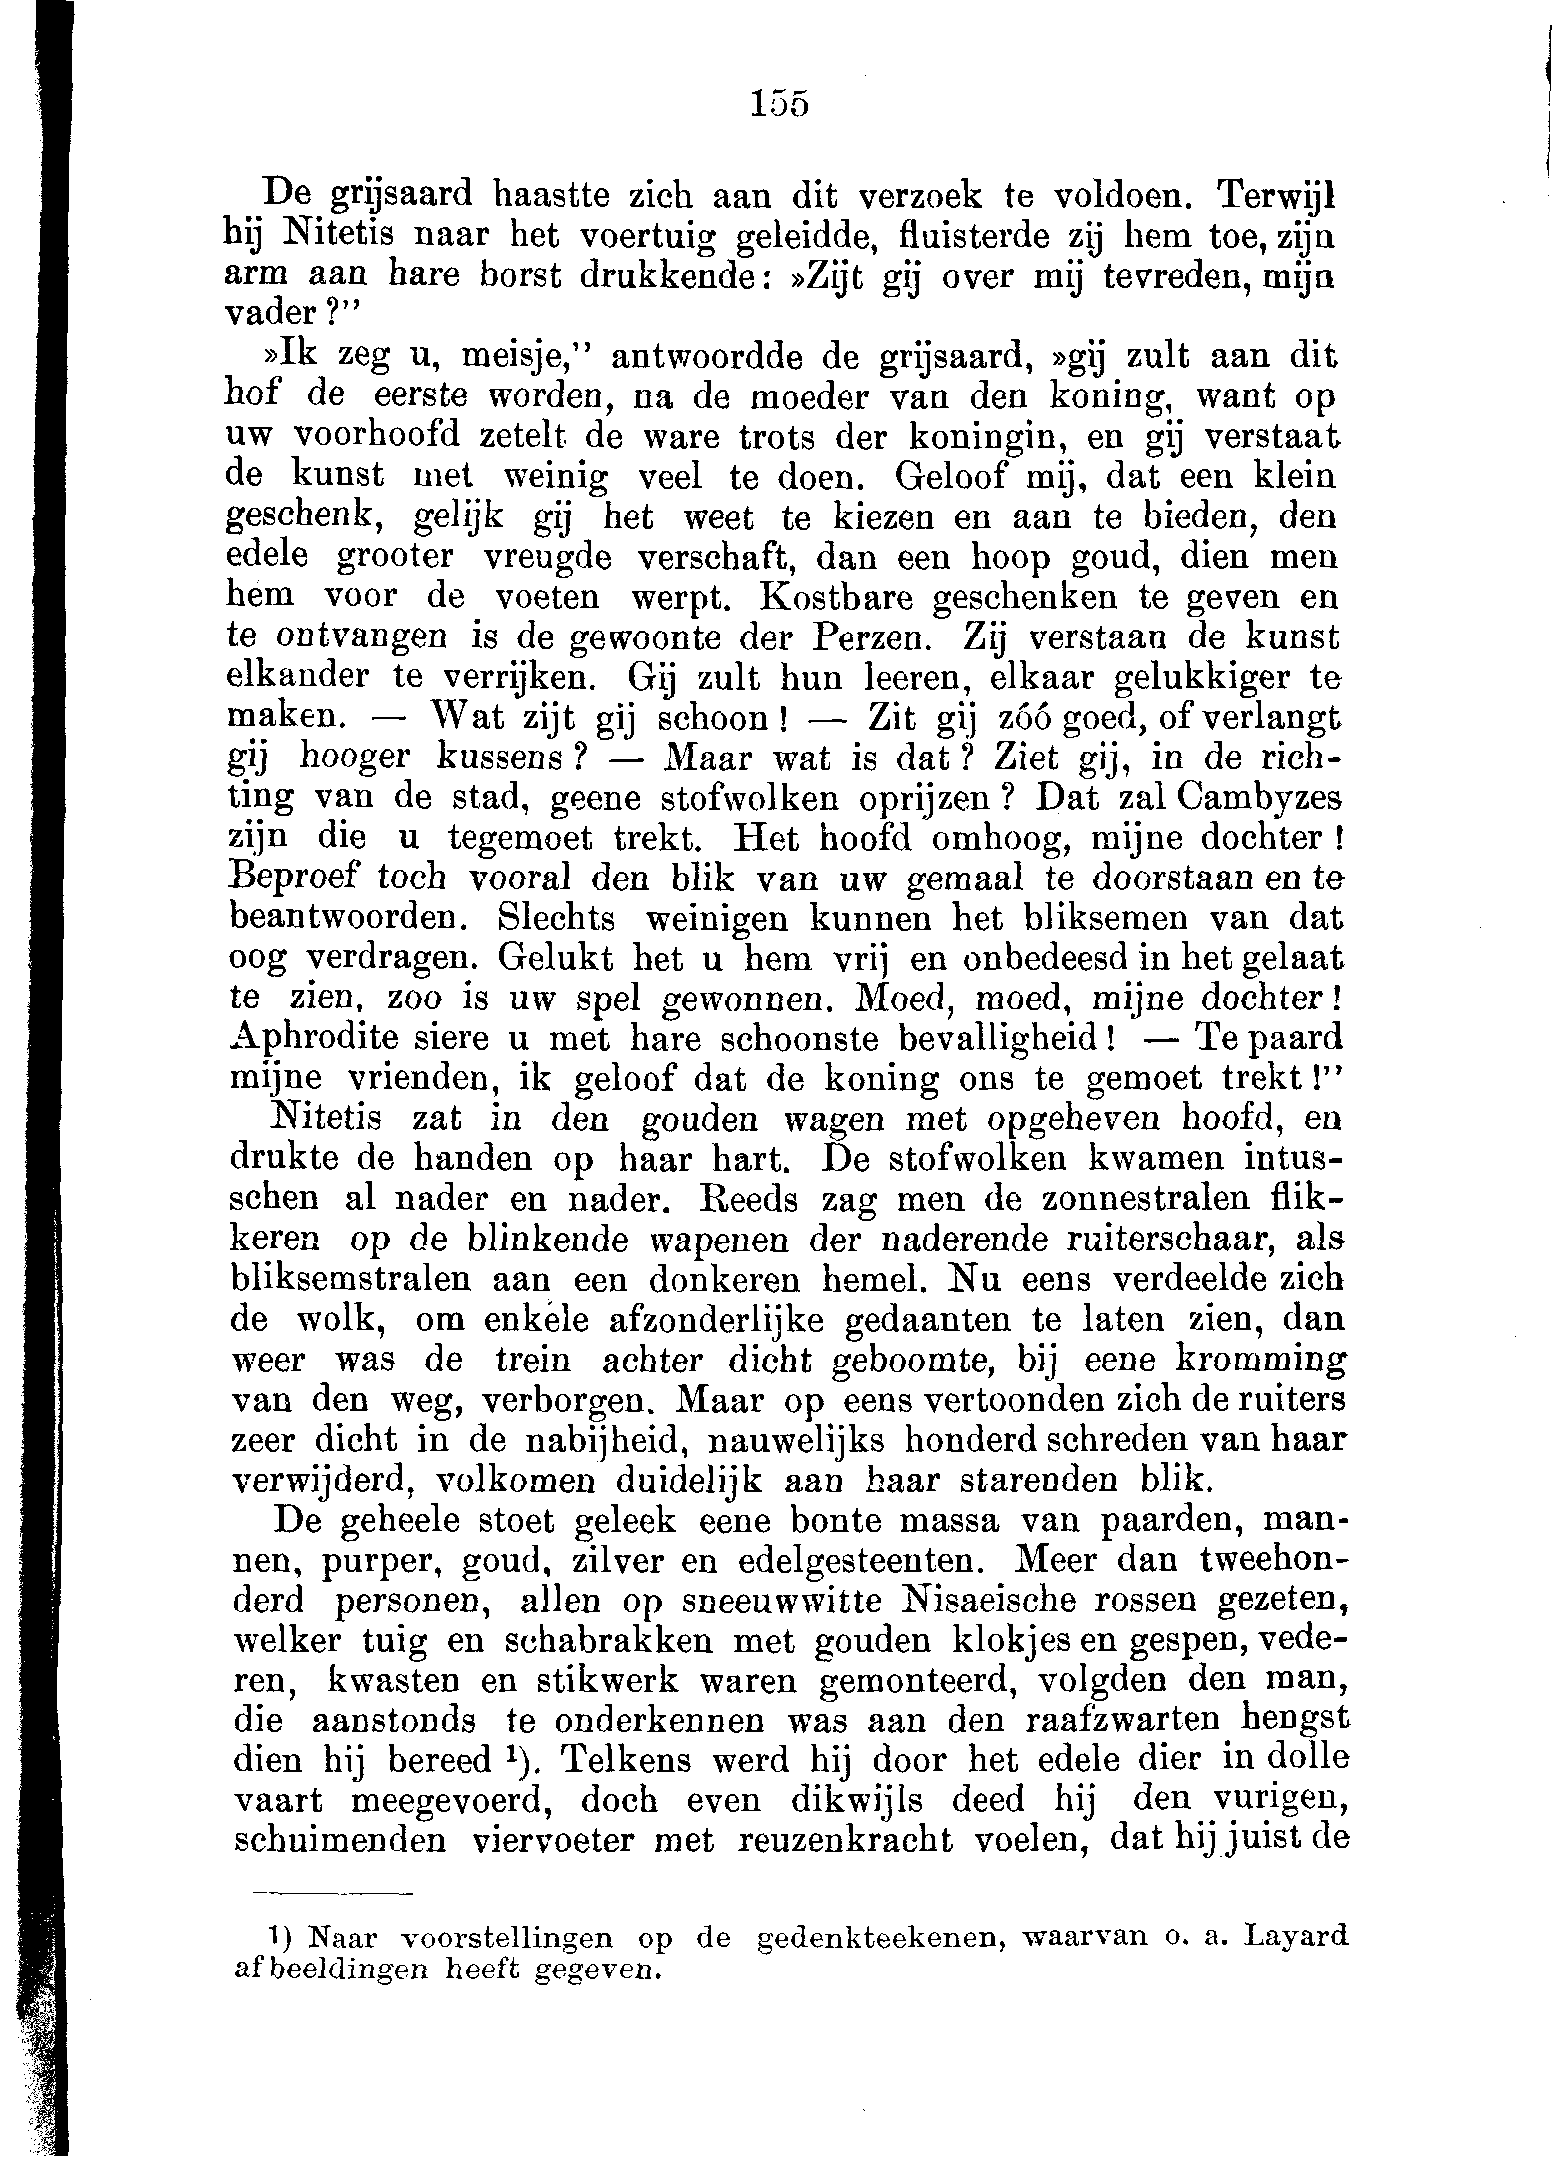 155
De grijsaard haastte zich aan dit verzoek te voldoen. Terwijl
hij Nitetis naar het voertuig geleidde, fluisterde zij hem toe, zijn
arm aan hare borst drukkende: »Zijt gij over mij tevreden, mijn
vader?”
»Ik zeg u, meisje,” antwoordde de grijsaard, »gij zult aan dit
hof de eerste worden, na de moeder van den koning, want op
uw voorhoofd zetelt de ware trots der koningin, en gij verstaat
de kunst met weinig veel te doen. Geloof mij, dat een klein
geschenk, gelijk gij het weet te kiezen en aan te bieden, den
edele grooter vreugde verschaft, dan een hoop goud, dien men
hem voor de voeten werpt. Kostbare geschenken te geven en
te ontvangen is de gewoonte der Perzen. Zij verstaan de kunst
elkander te verrijken. Gij zult hun leeren, elkaar gelukkiger te
maken. — Wat zijt gij schoon! — Zit gij zóó goed, of verlangt
gij hooger kussens? — Maar wat is dat? Ziet gij, in de rich-
ting van de stad, geene stofwolken oprijzen? Dat zal Cambyzes
zijn die u tegemoet trekt. Het hoofd omhoog, mijne dochter!
Beproef toch vooral den blik van uw gemaal te doorstaan en te
beantwoorden. Slechts weinigen kunnen het bliksemen van dat
oog verdragen. Gelukt het u hem vrij en onbedeesd in het gelaat
te zien, zoo is uw spel gewonnen. Moed, moed, mijne dochter!
Aphrodite siere u met hare schoonste bevalligheid! — Te paard
mijne vrienden, ik geloof dat de koning ons te gemoet trekt!”
Nitetis zat in den gouden wagen met opgeheven hoofd, en
drukte de handen op haar hart. De stofwolken kwamen intus-
schen al nader en nader. Reeds zag men de zonnestralen flik-
keren op de blinkende wapenen der naderende ruiterschaar, als
bliksemstralen aan een donkeren hemel. Nu eens verdeelde zich
de wolk, om enkele afzonderlijke gedaanten te laten zien, dan
weer was de trein achter dicht geboomte, bij eene kromming
van den weg, verborgen. Maar op eens vertoonden zich de ruiters
zeer dicht in de nabijheid, nauwelijks honderd schreden van haar
verwijderd, volkomen duidelijk aan haar starenden blik.
De geheele stoet geleek eene bonte massa van paarden, man-
nen, purper, goud, zilver en edelgesteenten. Meer dan tweehon-
derd personen, allen op sneeuwwitte Nisaeische rossen gezeten,
welker tuig en schabrakken met gouden klokjes en gespen, vede-
ren, kwasten en stikwerk waren gemonteerd, volgden den man,
die aanstonds te onderkennen was aan den raafzwarten hengst
dien hij bereed ¹). Telkens werd hij door het edele dier in dolle
vaart meegevoerd, doch even dikwijls deed hij den vurigen,
schuimenden viervoeter met reuzenkracht voelen, dat hij juist de
1) Naar voorstellingen op de gedenkteekenen, waarvan o. a. Layard
afbeeldingen heeft gegeven.